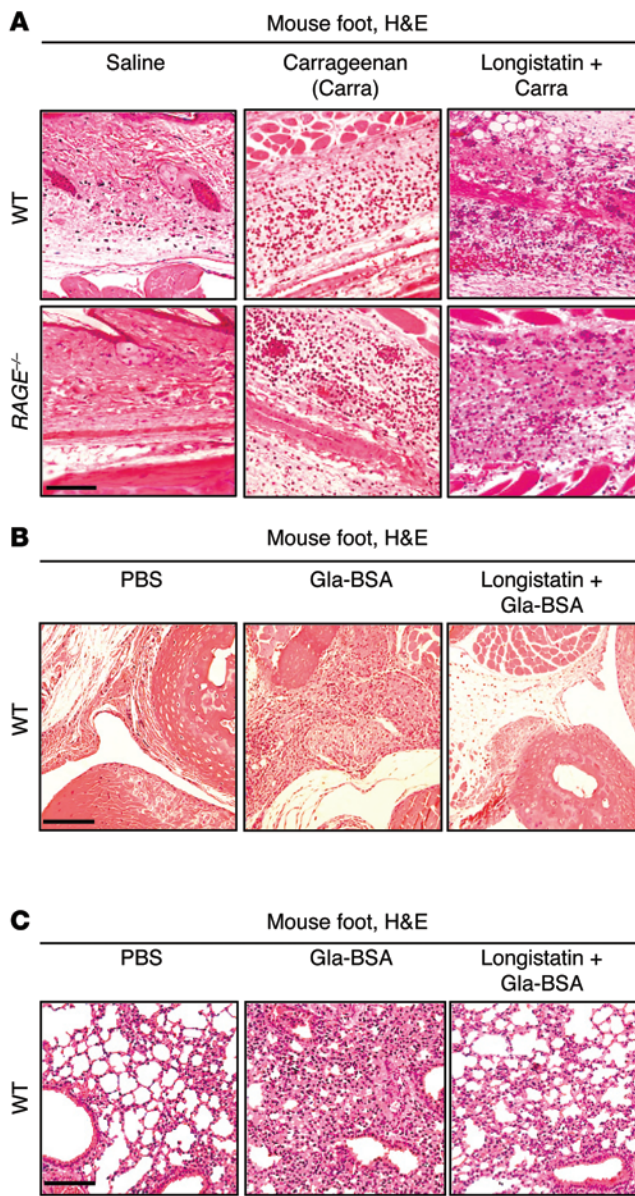 A
Mouse foot, H&E
Saline
Carrageenan
(Carra)
Longistatin +
Carra
WT
RAGE–/–
B
Mouse foot, H&E
PBS
Gla-BSA
Longistatin +
Gla-BSA
WT
C
Mouse foot, H&E
PBS
Gla-BSA
Longistatin +
Gla-BSA
WT